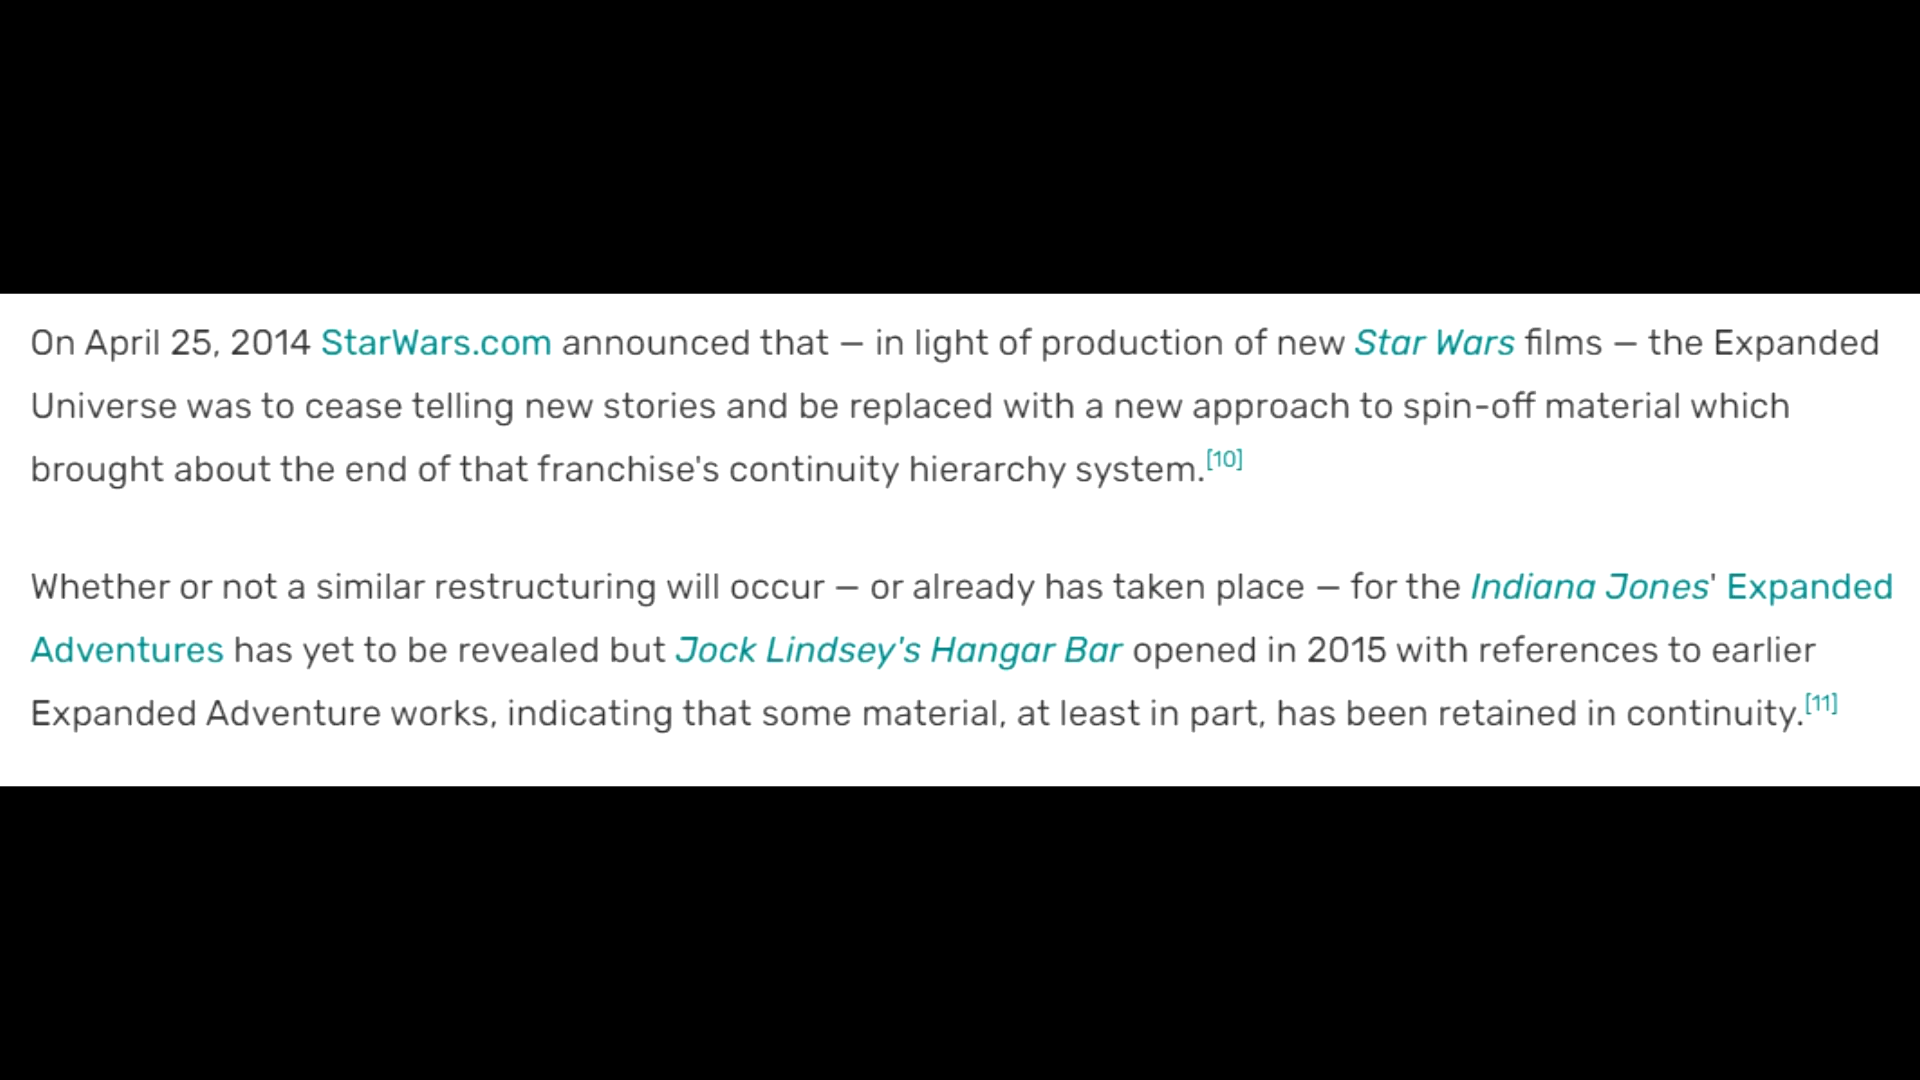 On April 25, 2014 StarWars.com announced that — in light of production of new Star Wars films — the Expanded
Universe was to cease telling new stories and be replaced with a new approach to spin-off material which
brought about the end of that franchise's continuity hierarchy system.[10]
Whether or not a similar restructuring will occur — or already has taken place — for the Indiana Jones' Expanded
Adventures has yet to be revealed but Jock Lindsey's Hangar Bar opened in 2015 with references to earlier
Expanded Adventure works, indicating that some material, at least in part, has been retained in continuity.[11]